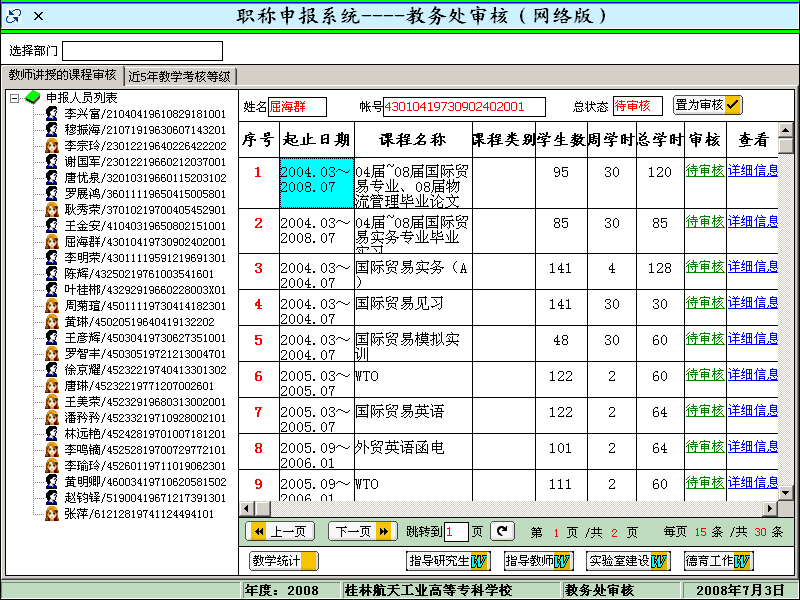 职称申报系统----教务处审核（网络版）
选择部门
教师讲授的课程审核 近5年教学考核等级
申报人员列表
李兴富/21040419610829181001
穆振海/21071919630607143201
李宗玲/23012219640226422202
谢国军/23012219660212037001
唐忧泉/32010319660115203102
罗展鸿/36011119650415005801
耿秀荣/37010219700405452901
王金安/41040319650802151001
屈海群/43010419730902402001
李明荣/43011119591219691301
陈辉/43250219761003541601
叶桂郴/43292919660228003X01
周菊瑄/45011119730414182301
黄琳/45020519640419132202
王彦辉/45030419730627351001
罗智丰/45030519721213004701
徐京耀/45232219740413301302
唐琳/45232219771207002601
王美荣/45232919680313002001
潘矜矜/45233219710928002101
林远艳/45242819701007181201
李鸣镝/45252819700729772101
李瑜玲/45260119711019062301
黄明卿/46003419710620581502
赵钧铎/51900419671217391301
张萍/61212819741124494101
姓名 屈海群 帐号 43010419730902402001 总状态 待审核 置为审核
序号 起止日期 课程名称 课程类别 学生数 周学时 总学时 审核 查看
1 2004.03～2008.07 04届~08届国际贸易专业、08届物流管理毕业论文 95 30 120 待审核 详细信息
2 2004.03～2008.07 04届~08届国际贸易实务专业毕业实习 85 30 85 待审核 详细信息
3 2004.03～2004.07 国际贸易实务（A） 141 4 128 待审核 详细信息
4 2004.03～2004.07 国际贸易见习 141 30 30 待审核 详细信息
5 2004.03～2004.07 国际贸易模拟实训 48 30 60 待审核 详细信息
6 2005.03～2005.07 WTO 122 2 60 待审核 详细信息
7 2005.03～2005.07 国际贸易英语 122 2 64 待审核 详细信息
8 2005.09～2006.01 外贸英语函电 101 2 64 待审核 详细信息
9 2005.09～2006.01 WTO 111 2 60 待审核 详细信息
上一页 下一页 跳转到 1 页 第 1 页 /共 2 页 每页 15 条 /共 30 条
教学统计 指导研究生 W 指导教师 W 实验室建设 W 德育工作 W
年度：2008 桂林航天工业高等专科学校 教务处审核 2008年7月3日